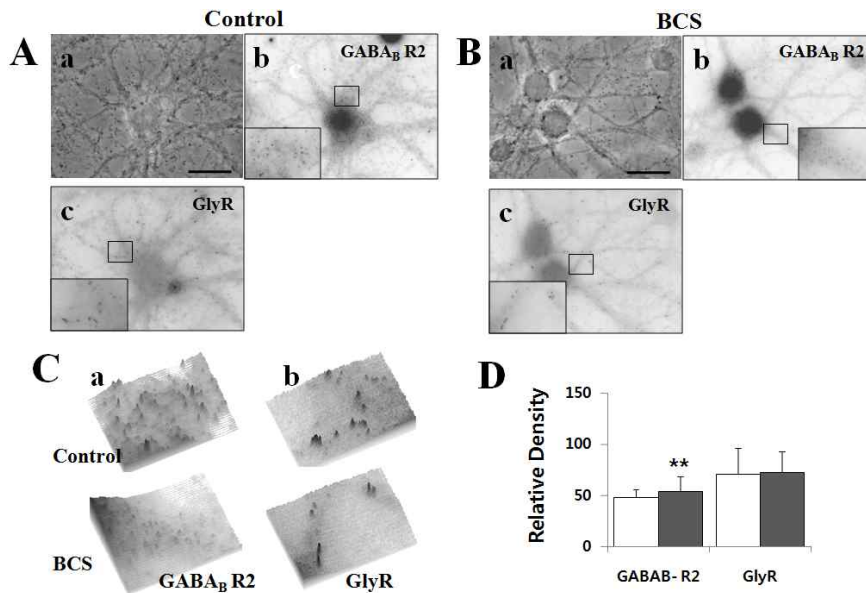 Control
A
a
b
GABAB R2
c
GlyR
BCS
B
a
b
GABAB R2
c
GlyR
C
a
b
Control
BCS
GABAB R2
GlyR
D
Relative Density
150
100
50
0
**
GABAB- R2
GlyR